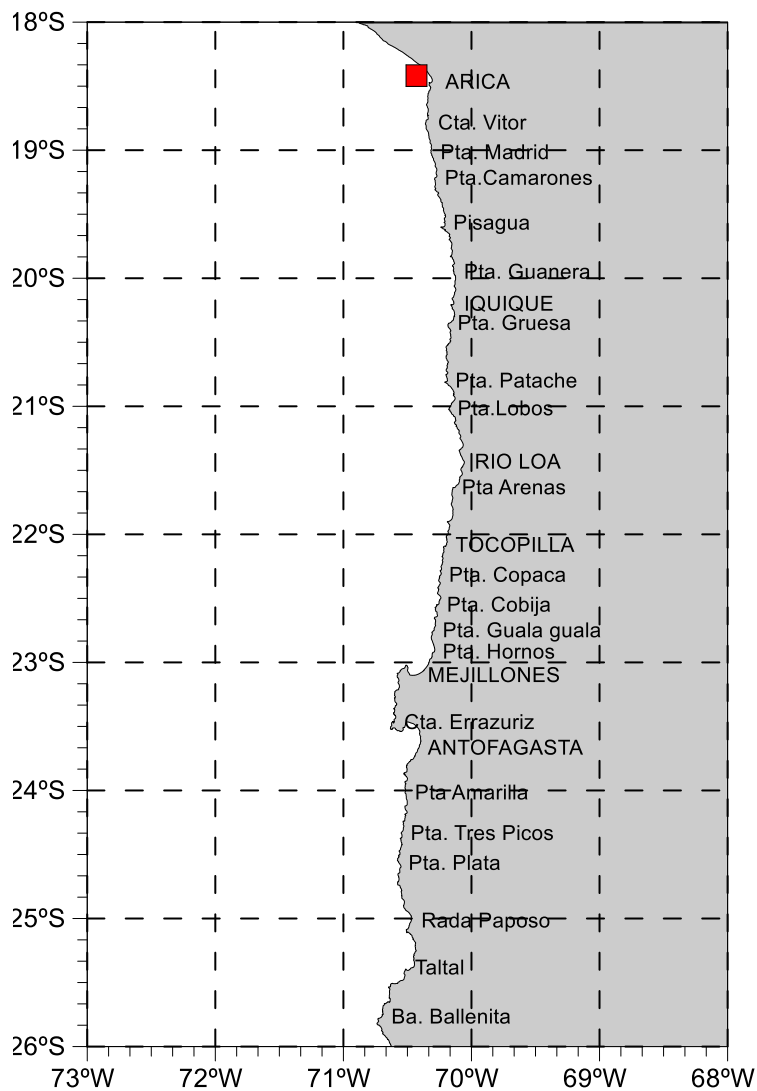 18ºS
ARICA
Cta. Vitor
19ºS
Pta. Madrid
Pta.Camarones
Pisagua
20ºS
Pta. Guanera
IQUIQUE
Pta. Gruesa
Pta. Patache
21ºS
Pta.Lobos
RIO LOA
Pta Arenas
22ºS
TOCOPILLA
Pta. Copaca
Pta. Cobija
Pta. Guala guala
Pta. Hornos
23ºS
MEJILLONES
Cta. Errazuriz
ANTOFAGASTA
24ºS
Pta Amarilla
Pta. Tres Picos
Pta. Plata
25ºS
Rada Paposo
Taltal
Ba. Ballenita
26ºS
73ºW 72ºW 71ºW 70ºW 69ºW 68ºW